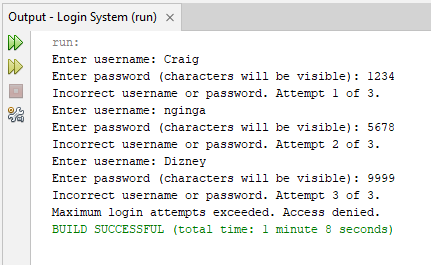 Output - Login System (run) ×
run:
Enter username: Craig
Enter password (characters will be visible): 1234
Incorrect username or password. Attempt 1 of 3.
Enter username: nginga
Enter password (characters will be visible): 5678
Incorrect username or password. Attempt 2 of 3.
Enter username: Dizney
Enter password (characters will be visible): 9999
Incorrect username or password. Attempt 3 of 3.
Maximum login attempts exceeded. Access denied.
BUILD SUCCESSFUL (total time: 1 minute 8 seconds)